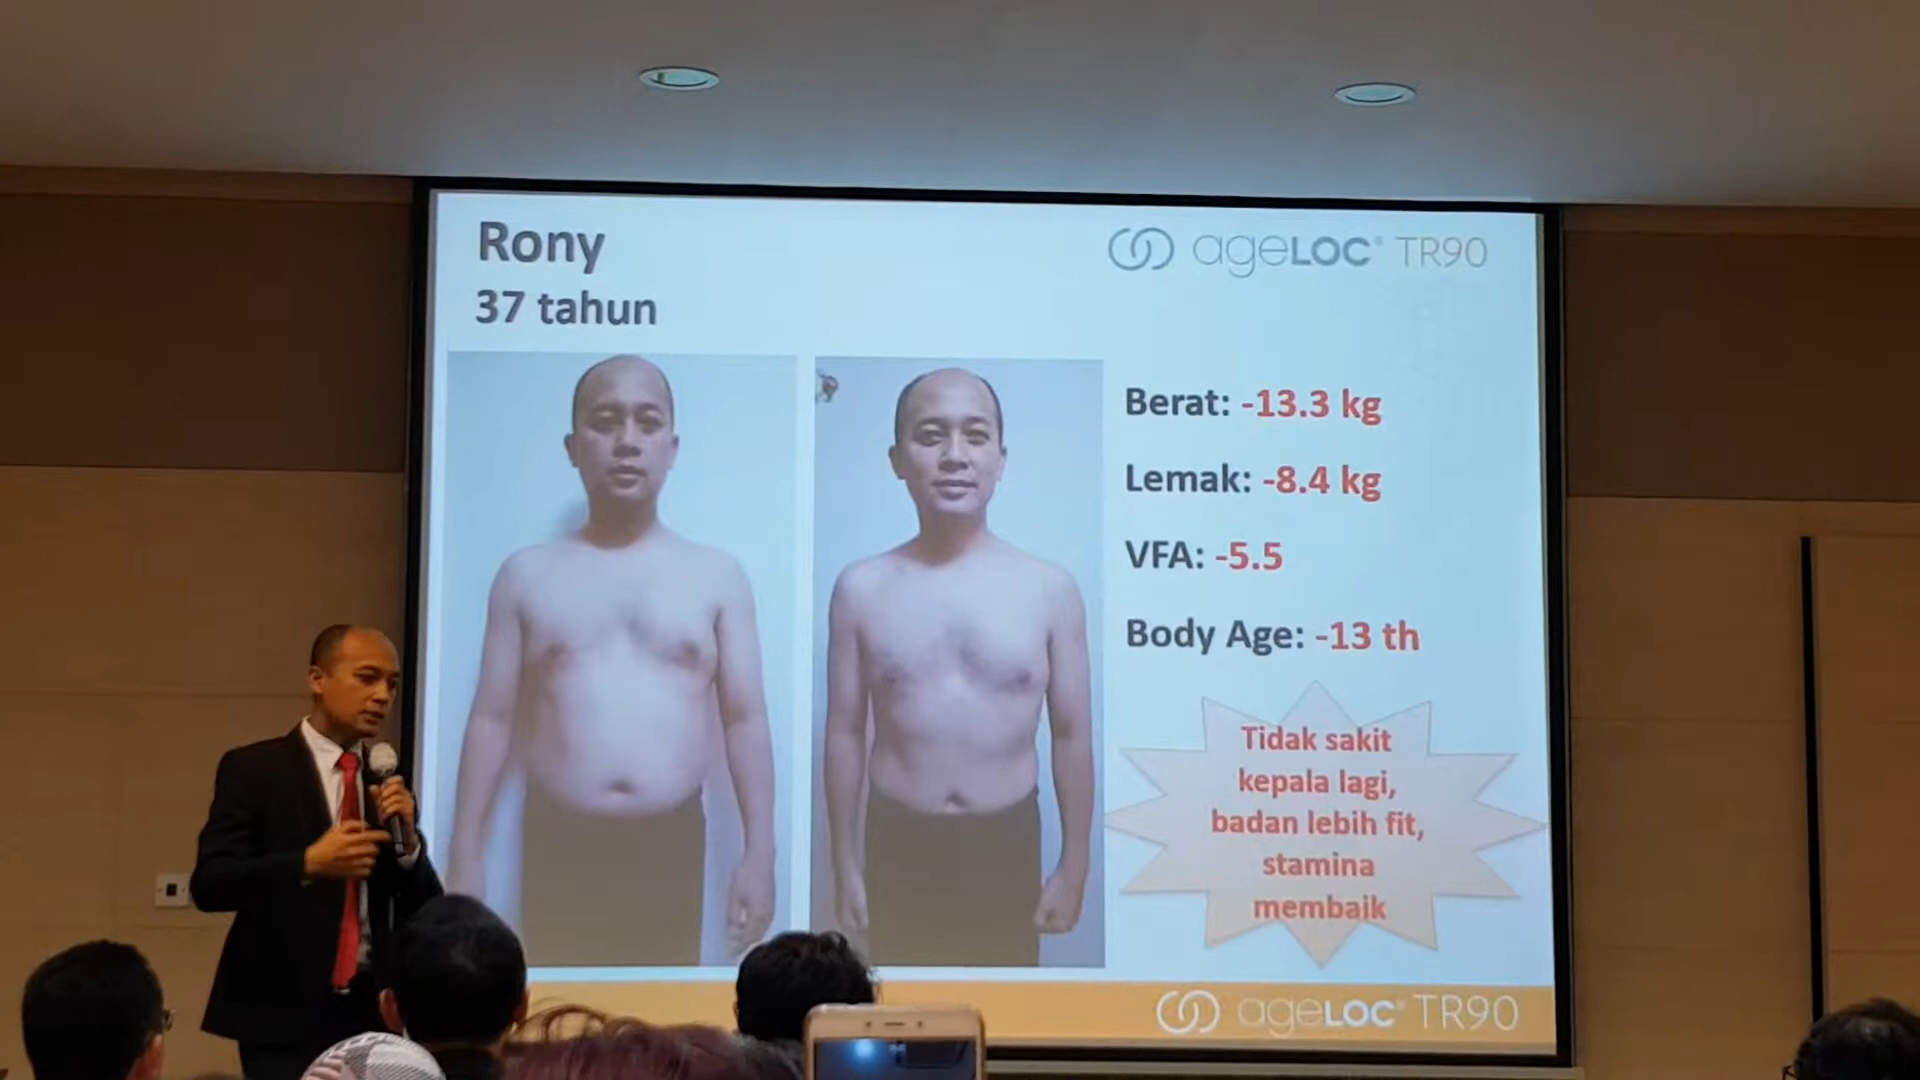 Rony
37 tahun
ageLOC® TR90
Berat: -13.3 kg
Lemak: -8.4 kg
VFA: -5.5
Body Age: -13 th
Tidak sakit
kepala lagi,
badan lebih fit,
stamina
membaik
ageLOC® TR90